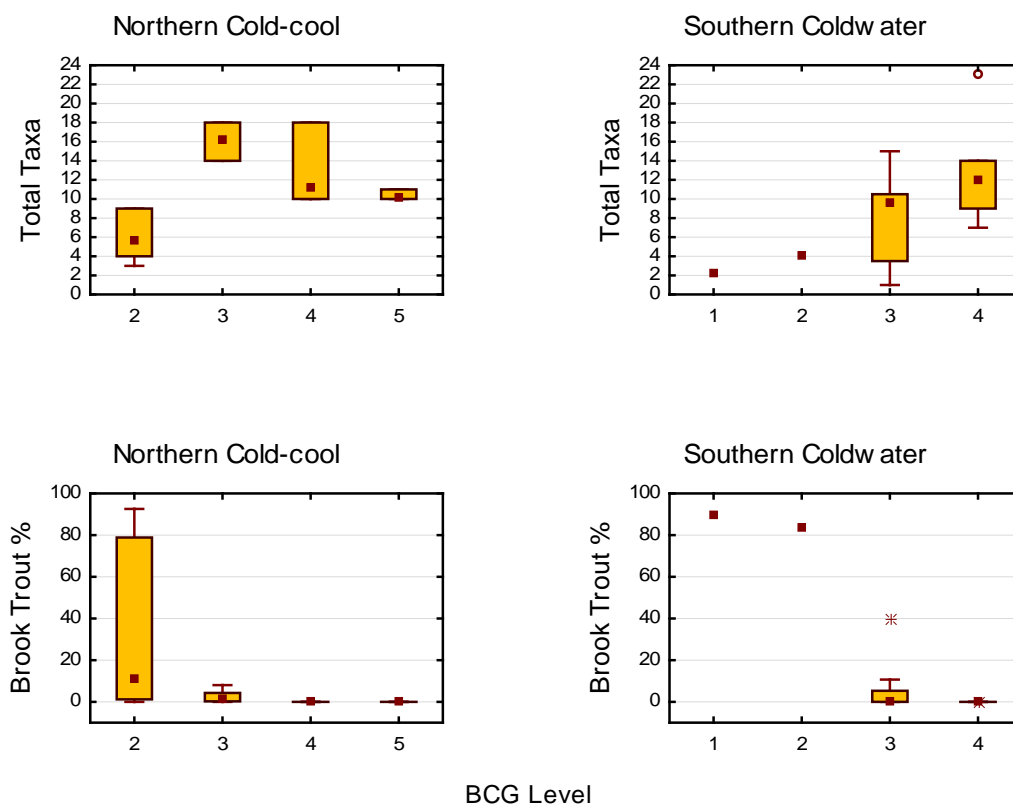 Northern Cold-cool
Total Taxa
24
22
20
18
16
14
12
10
8
6
4
2
0
2 3 4 5
Southern Coldw ater
Total Taxa
24
22
20
18
16
14
12
10
8
6
4
2
0
1 2 3 4
Northern Cold-cool
Brook Trout %
100
80
60
40
20
0
2 3 4 5
Southern Coldw ater
Brook Trout %
100
80
60
40
20
0
1 2 3 4
BCG Level